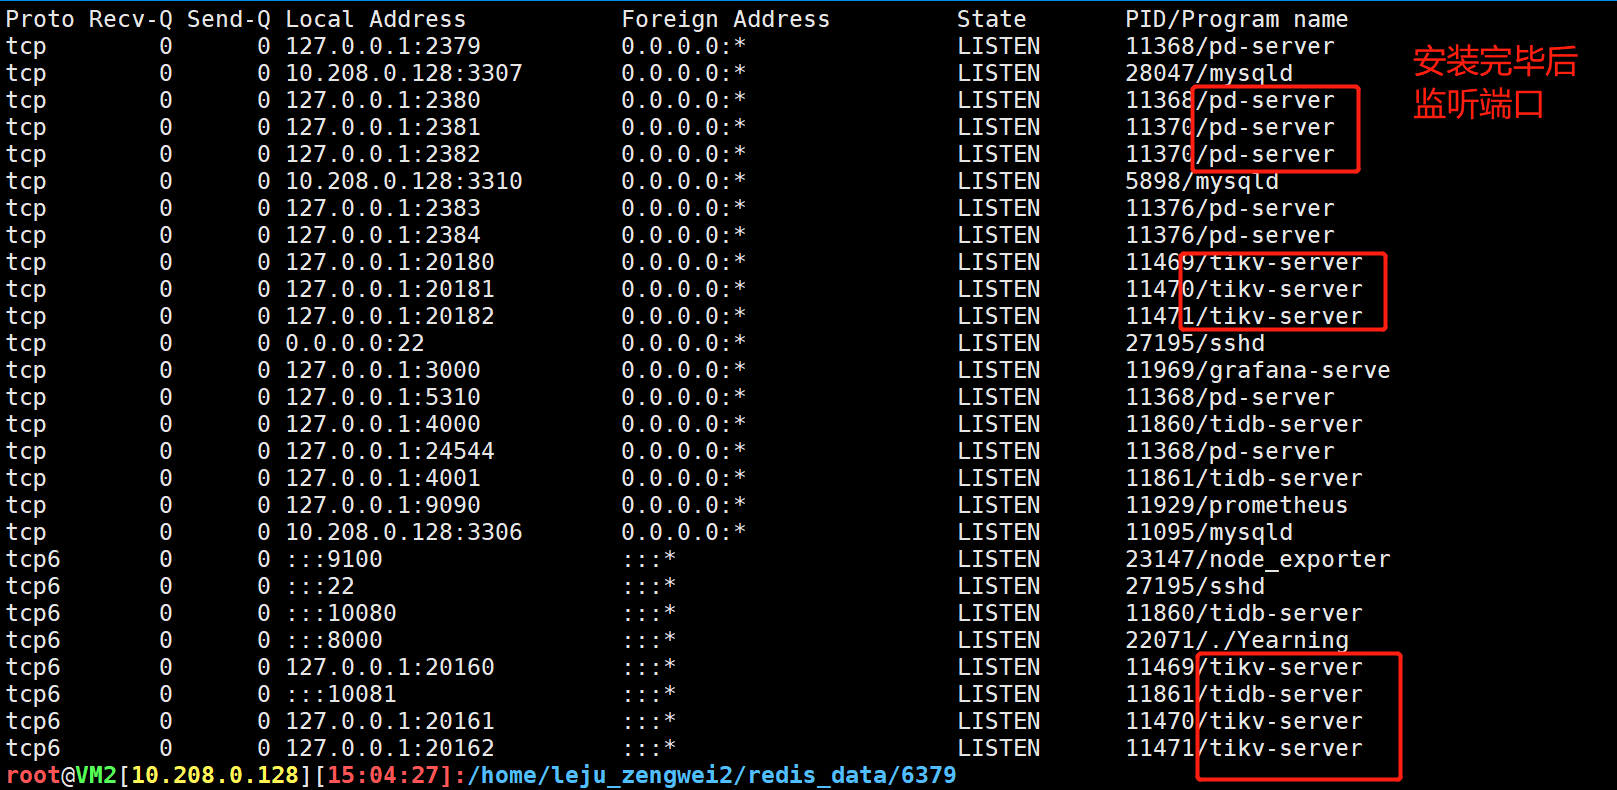 Proto Recv-Q Send-Q Local Address Foreign Address State PID/Program name
tcp 0 0 127.0.0.1:2379 0.0.0.0:* LISTEN 11368/pd-server
tcp 0 0 10.208.0.128:3307 0.0.0.0:* LISTEN 28047/mysqld
tcp 0 0 127.0.0.1:2380 0.0.0.0:* LISTEN 11368/pd-server
tcp 0 0 127.0.0.1:2381 0.0.0.0:* LISTEN 11370/pd-server
tcp 0 0 127.0.0.1:2382 0.0.0.0:* LISTEN 11370/pd-server
tcp 0 0 10.208.0.128:3310 0.0.0.0:* LISTEN 5898/mysqld
tcp 0 0 127.0.0.1:2383 0.0.0.0:* LISTEN 11376/pd-server
tcp 0 0 127.0.0.1:2384 0.0.0.0:* LISTEN 11376/pd-server
tcp 0 0 127.0.0.1:20180 0.0.0.0:* LISTEN 11469/tikv-server
tcp 0 0 127.0.0.1:20181 0.0.0.0:* LISTEN 11470/tikv-server
tcp 0 0 127.0.0.1:20182 0.0.0.0:* LISTEN 11471/tikv-server
tcp 0 0 0.0.0.0:22 0.0.0.0:* LISTEN 27195/sshd
tcp 0 0 127.0.0.1:3000 0.0.0.0:* LISTEN 11969/grafana-serve
tcp 0 0 127.0.0.1:5310 0.0.0.0:* LISTEN 11368/pd-server
tcp 0 0 127.0.0.1:4000 0.0.0.0:* LISTEN 11860/tidb-server
tcp 0 0 127.0.0.1:24544 0.0.0.0:* LISTEN 11368/pd-server
tcp 0 0 127.0.0.1:4001 0.0.0.0:* LISTEN 11861/tidb-server
tcp 0 0 127.0.0.1:9090 0.0.0.0:* LISTEN 11929/prometheus
tcp 0 0 10.208.0.128:3306 0.0.0.0:* LISTEN 11095/mysqld
tcp6 0 0 :::9100 :::* LISTEN 23147/node_exporter
tcp6 0 0 :::22 :::* LISTEN 27195/sshd
tcp6 0 0 :::10080 :::* LISTEN 11860/tidb-server
tcp6 0 0 :::8000 :::* LISTEN 22071/./Yearning
tcp6 0 0 127.0.0.1:20160 :::* LISTEN 11469/tikv-server
tcp6 0 0 :::10081 :::* LISTEN 11861/tidb-server
tcp6 0 0 127.0.0.1:20161 :::* LISTEN 11470/tikv-server
tcp6 0 0 127.0.0.1:20162 :::* LISTEN 11471/tikv-server
root@VM2[10.208.0.128][15:04:27]:/home/leju_zengwei2/redis_data/6379
安装完毕后
监听端口